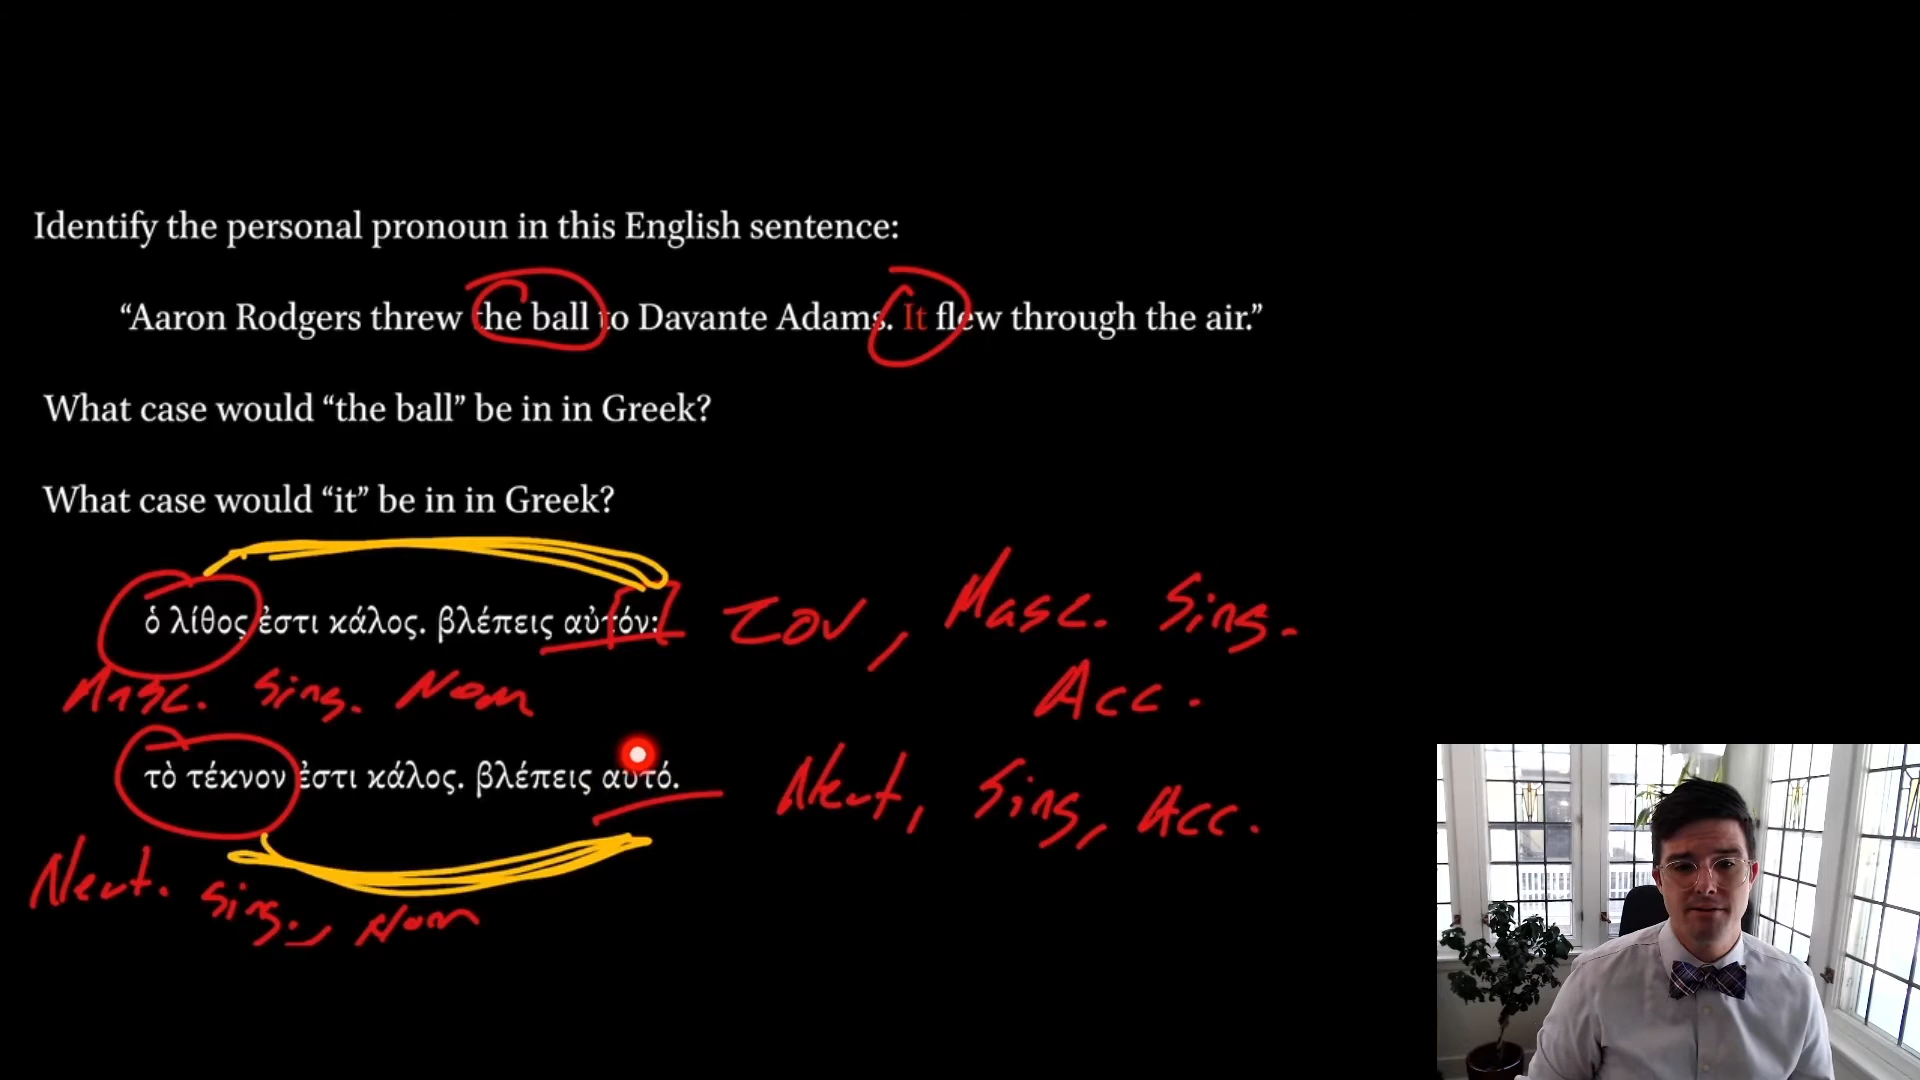 Identify the personal pronoun in this English sentence:
“Aaron Rodgers threw the ball to Davante Adams. It flew through the air.”
What case would “the ball” be in in Greek?
What case would “it” be in in Greek?
ὁ λίθος ἐστι κάλος. βλέπεις αὐτόν: τον, Masc. Sing.
Acc.
Masc. Sing. Nom
τὸ τέκνον ἐστι κάλος. βλέπεις αυτό. Neut, Sing, Acc.
Neut. Sing., Nom